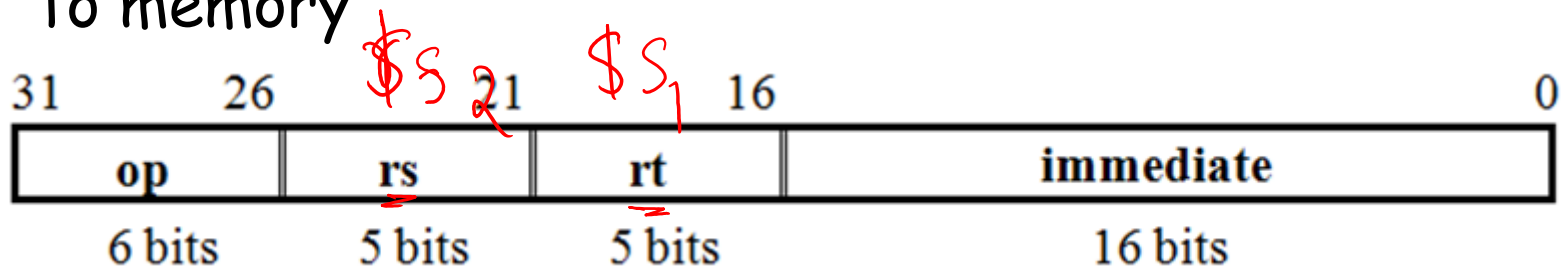 To memory
$s2 $S1
31 26 21 16 0
op rs rt immediate
6 bits 5 bits 5 bits 16 bits